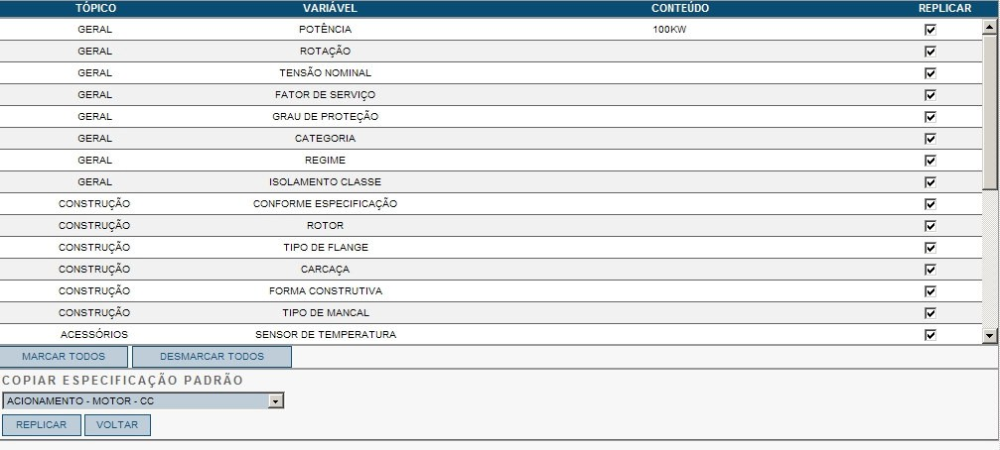 TÓPICO VARIÁVEL CONTEÚDO REPLICAR
GERAL POTÊNCIA 100KW
GERAL ROTAÇÃO
GERAL TENSÃO NOMINAL
GERAL FATOR DE SERVIÇO
GERAL GRAU DE PROTEÇÃO
GERAL CATEGORIA
GERAL REGIME
GERAL ISOLAMENTO CLASSE
CONSTRUÇÃO CONFORME ESPECIFICAÇÃO
CONSTRUÇÃO ROTOR
CONSTRUÇÃO TIPO DE FLANGE
CONSTRUÇÃO CARCAÇA
CONSTRUÇÃO FORMA CONSTRUTIVA
CONSTRUÇÃO TIPO DE MANCAL
ACESSÓRIOS SENSOR DE TEMPERATURA
MARCAR TODOS DESMARCAR TODOS
COPIAR ESPECIFICAÇÃO PADRÃO
ACIONAMENTO - MOTOR - CC
REPLICAR VOLTAR